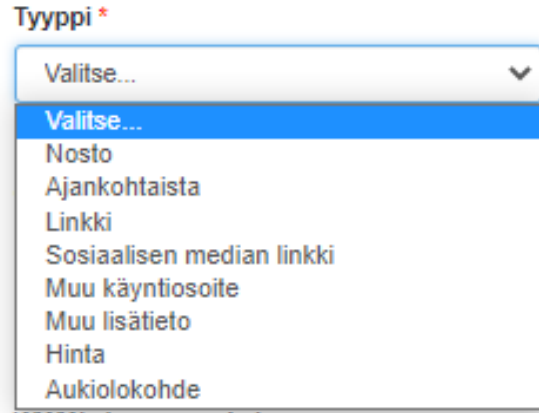 Tyyppi *
Valitse...
Valitse...
Nosto
Ajankohtaista
Linkki
Sosiaalisen median linkki
Muu käyntiosoite
Muu lisätieto
Hinta
Aukiolokohde